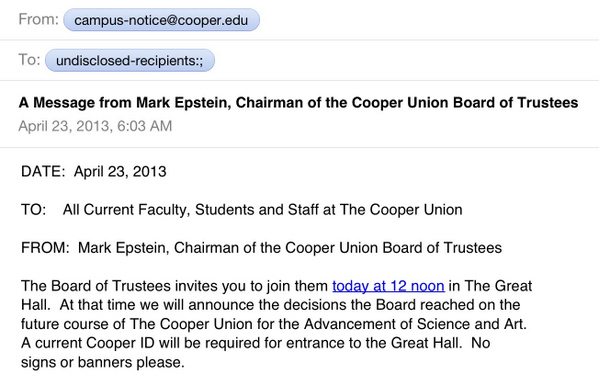 From: campus-notice@cooper.edu
To: undisclosed-recipients:;
A Message from Mark Epstein, Chairman of the Cooper Union Board of Trustees
April 23, 2013, 6:03 AM
DATE: April 23, 2013
TO: All Current Faculty, Students and Staff at The Cooper Union
FROM: Mark Epstein, Chairman of the Cooper Union Board of Trustees
The Board of Trustees invites you to join them today at 12 noon in The Great
Hall. At that time we will announce the decisions the Board reached on the
future course of The Cooper Union for the Advancement of Science and Art.
A current Cooper ID will be required for entrance to the Great Hall. No
signs or banners please.